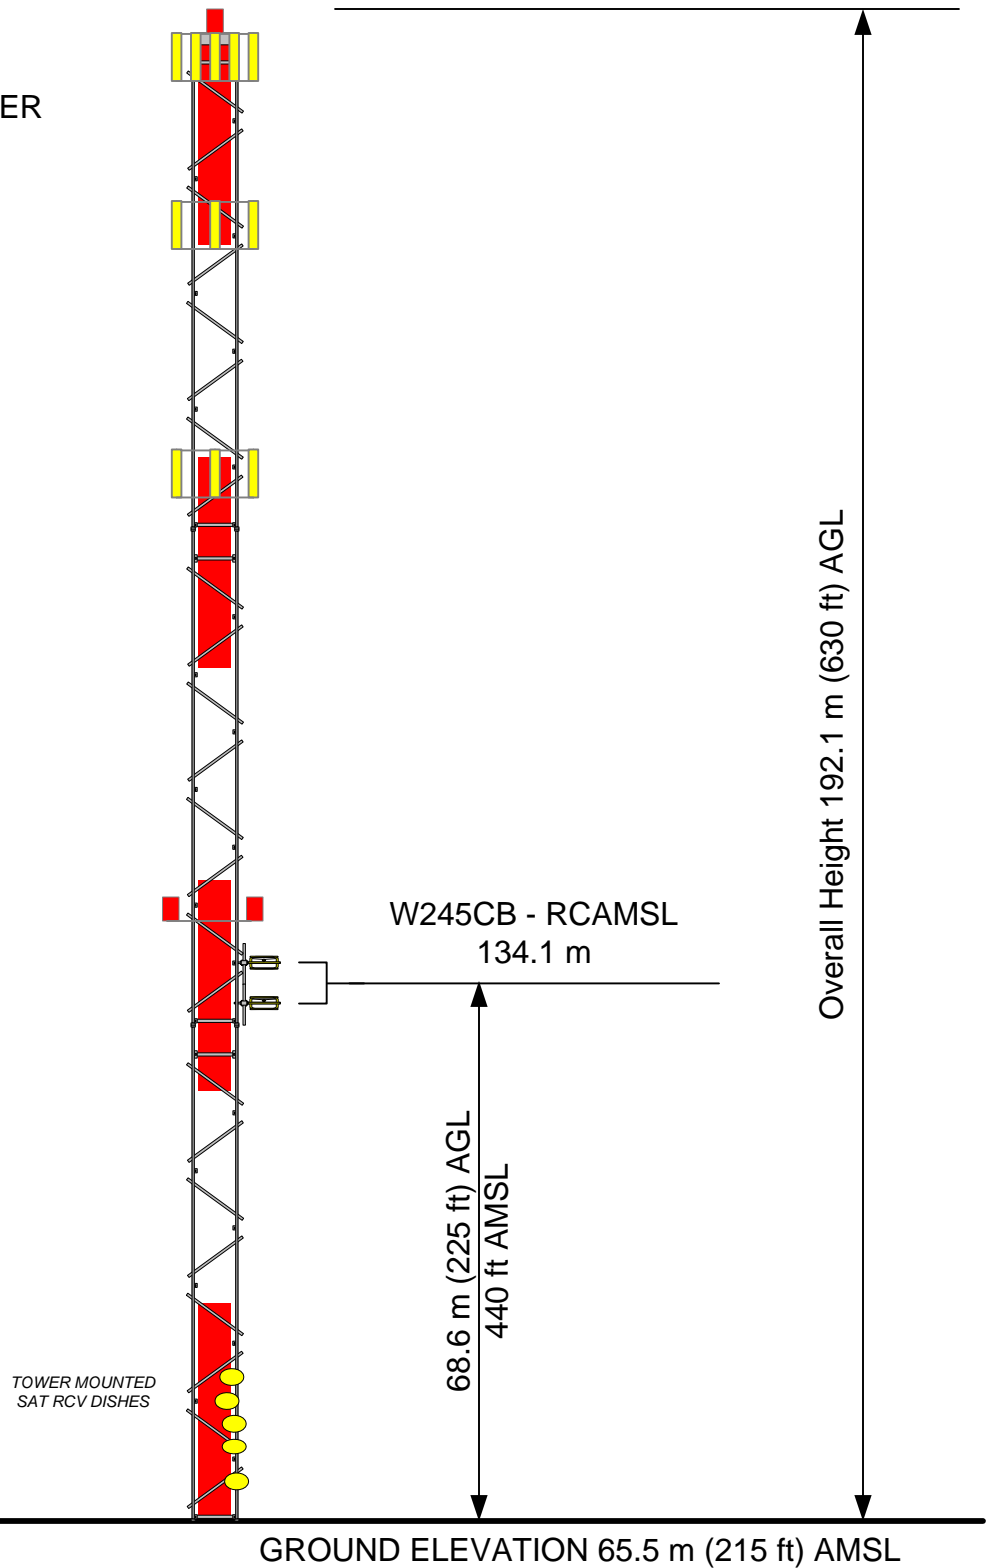 ER
Overall Height 192.1 m (630 ft) AGL
W245CB - RCAMSL
134.1 m
68.6 m (225 ft) AGL
440 ft AMSL
TOWER MOUNTED
SAT RCV DISHES
GROUND ELEVATION 65.5 m (215 ft) AMSL